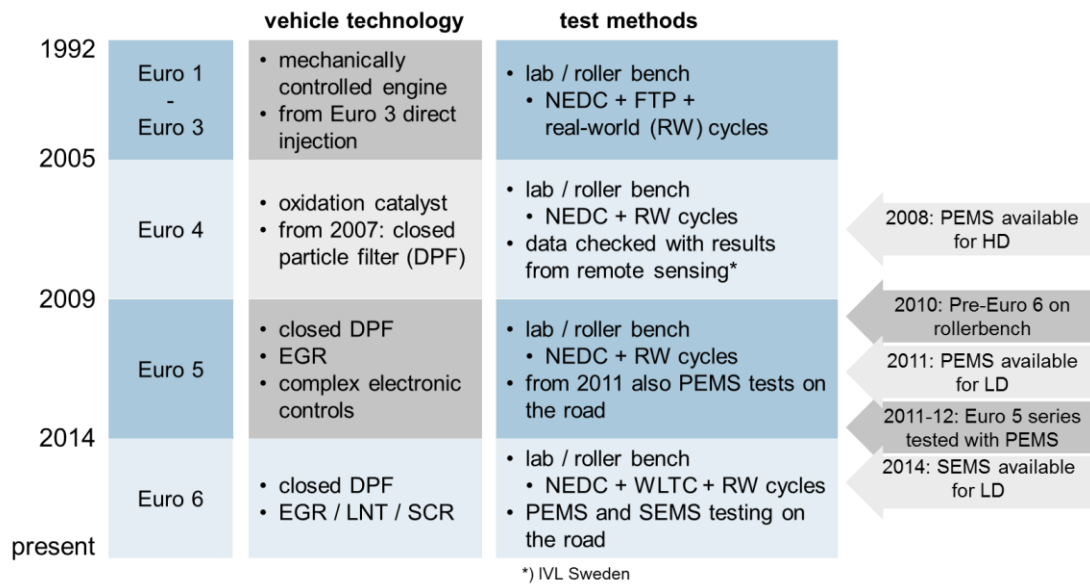 vehicle technology
test methods
1992
Euro 1
-
Euro 3
• mechanically
controlled engine
• from Euro 3 direct
injection
• lab / roller bench
• NEDC + FTP +
real-world (RW) cycles
2005
Euro 4
• oxidation catalyst
• from 2007: closed
particle filter (DPF)
• lab / roller bench
• NEDC + RW cycles
• data checked with results
from remote sensing*
2008: PEMS available
for HD
2009
Euro 5
• closed DPF
• EGR
• complex electronic
controls
• lab / roller bench
• NEDC + RW cycles
• from 2011 also PEMS tests on
the road
2010: Pre-Euro 6 on
rollerbench
2011: PEMS available
for LD
2011-12: Euro 5 series
tested with PEMS
2014
Euro 6
• closed DPF
• EGR / LNT / SCR
• lab / roller bench
• NEDC + WLTC + RW cycles
• PEMS and SEMS testing on
the road
2014: SEMS available
for LD
present
*) IVL Sweden